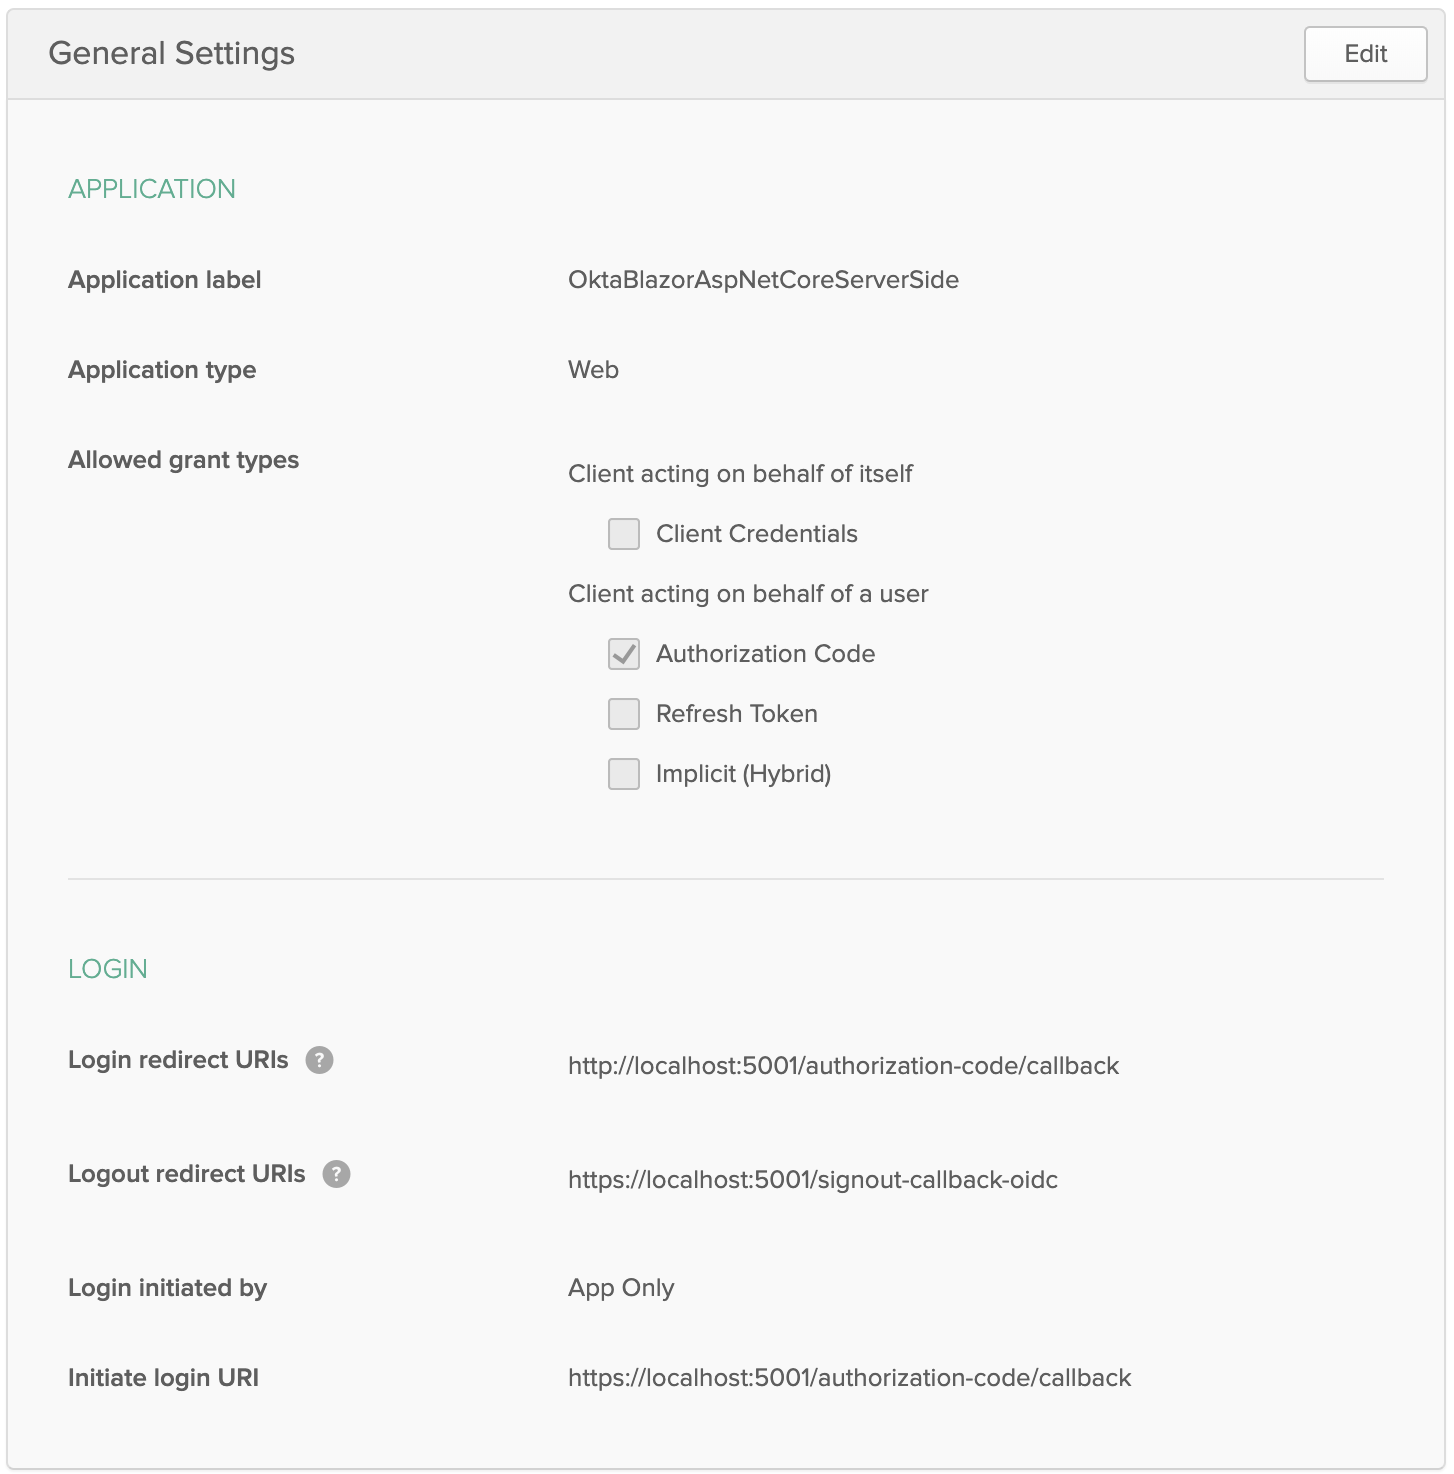 General Settings
Edit
APPLICATION
Application label
OktaBlazorAspNetCoreServerSide
Application type
Web
Allowed grant types
Client acting on behalf of itself
Client Credentials
Client acting on behalf of a user
Authorization Code
Refresh Token
Implicit (Hybrid)
LOGIN
Login redirect URIs ?
http://localhost:5001/authorization-code/callback
Logout redirect URIs ?
https://localhost:5001/signout-callback-oidc
Login initiated by
App Only
Initiate login URI
https://localhost:5001/authorization-code/callback